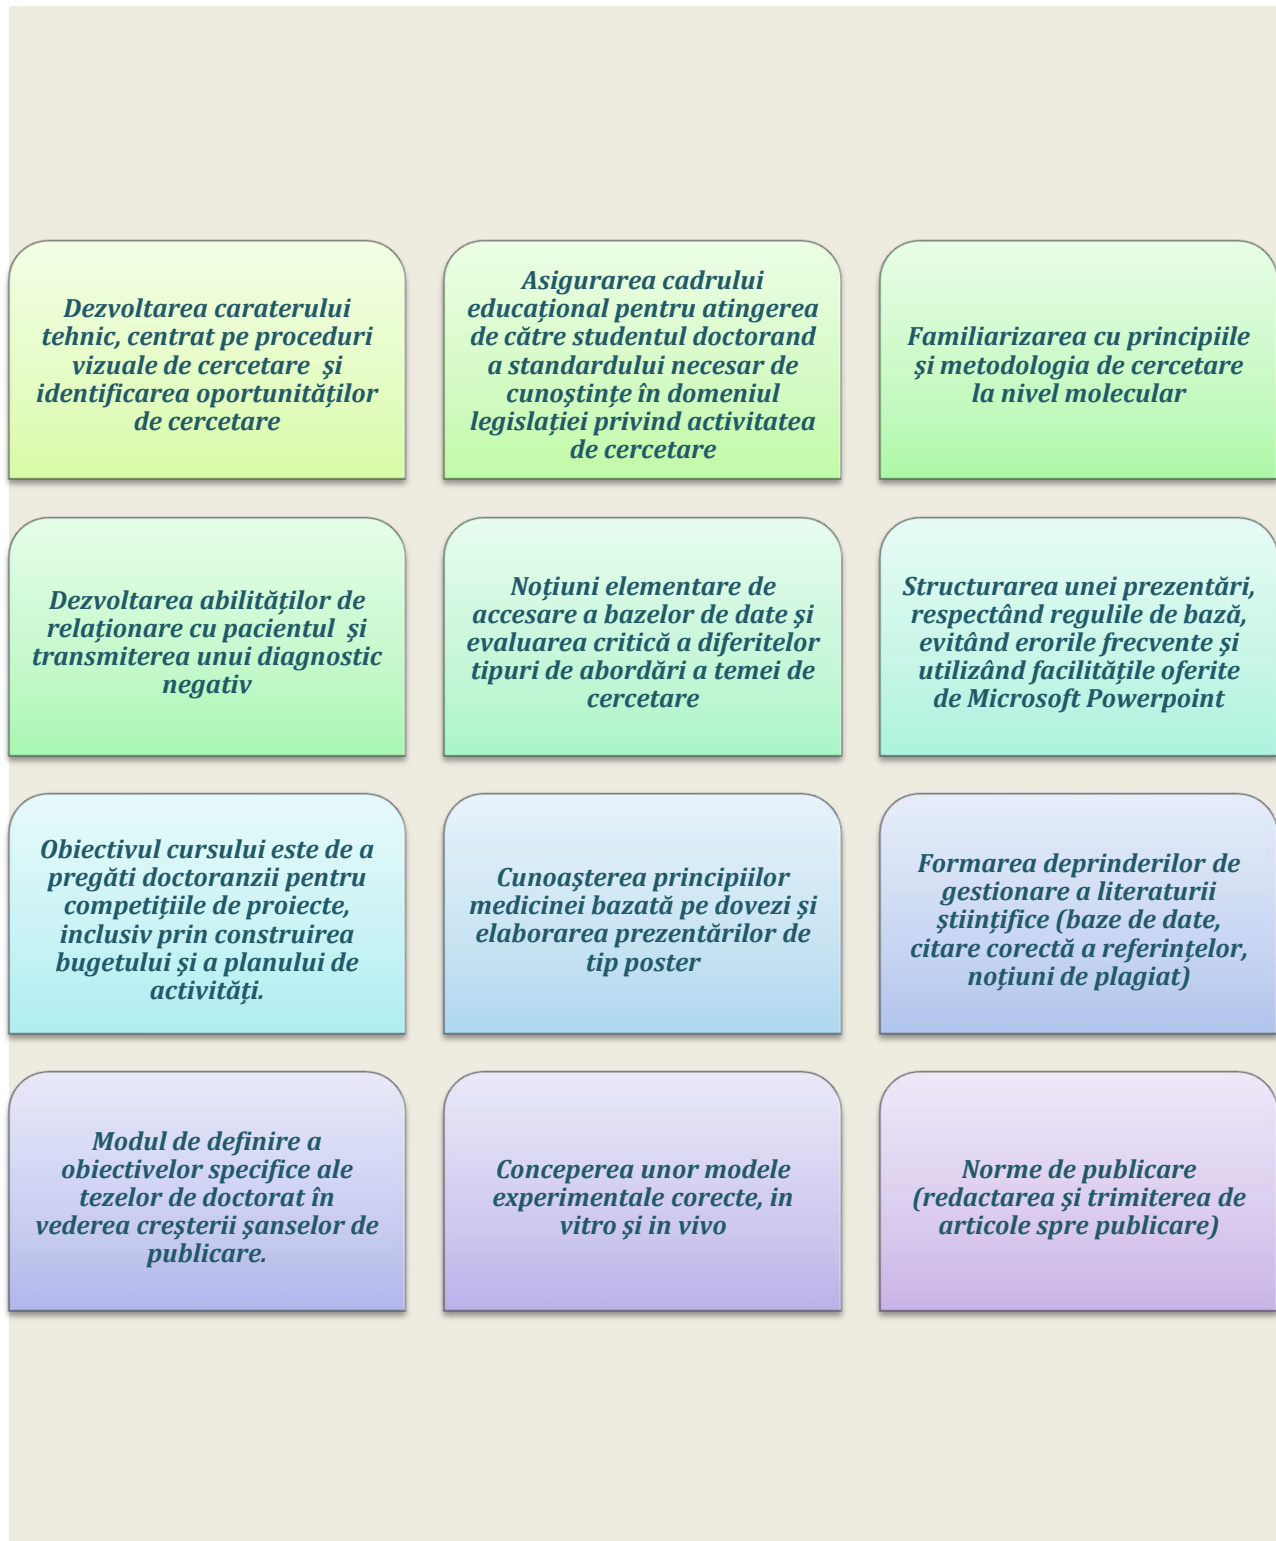 Dezvoltarea caraterului
tehnic, centrat pe proceduri
vizuale de cercetare și
identificarea oportunităților
de cercetare
Asigurarea cadrului
educațional pentru atingerea
de către studentul doctorand
a standardului necesar de
cunoștințe în domeniul
legislației privind activitatea
de cercetare
Familiarizarea cu principiile
și metodologia de cercetare
la nivel molecular
Dezvoltarea abilităților de
relaționare cu pacientul și
transmiterea unui diagnostic
negativ
Noțiuni elementare de
accesare a bazelor de date și
evaluarea critică a diferitelor
tipuri de abordări a temei de
cercetare
Structurarea unei prezentări,
respectând regulile de bază,
evitând erorile frecvente și
utilizând facilitățile oferite
de Microsoft Powerpoint
Obiectivul cursului este de a
pregăti doctoranzii pentru
competițiile de proiecte,
inclusiv prin construirea
bugetului și a planului de
activități.
Cunoașterea principiilor
medicinei bazată pe dovezi și
elaborarea prezentărilor de
tip poster
Formarea deprinderilor de
gestionare a literaturii
științifice (baze de date,
citare corectă a referințelor,
noțiuni de plagiat)
Modul de definire a
obiectivelor specifice ale
tezelor de doctorat în
vederea creșterii șanselor de
publicare.
Conceperea unor modele
experimentale corecte, in
vitro și in vivo
Norme de publicare
(redactarea și trimiterea de
articole spre publicare)